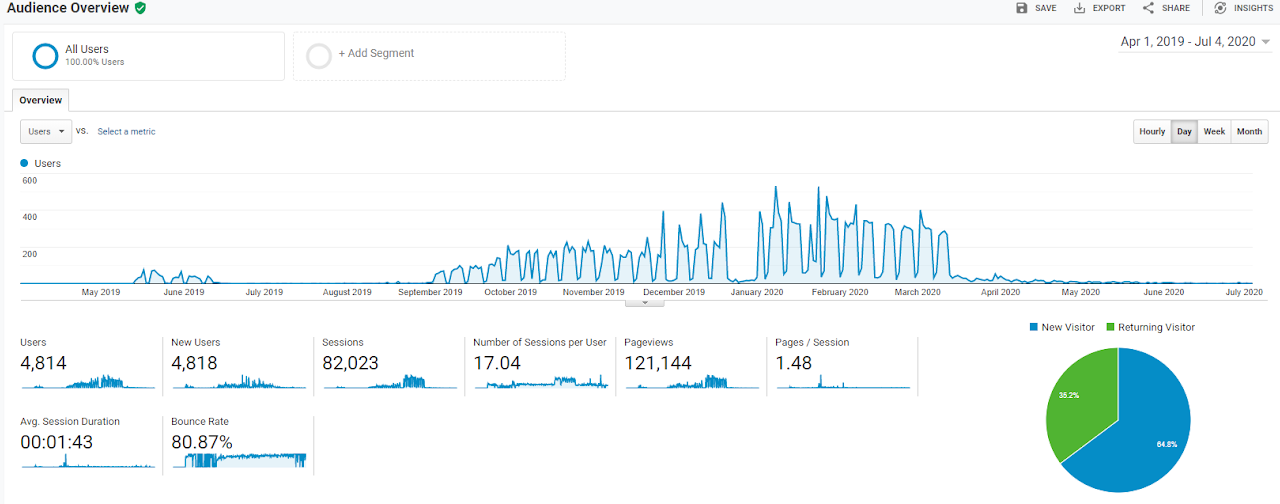 Audience Overview
SAVE EXPORT SHARE INSIGHTS
All Users
100.00% Users
+ Add Segment
Apr 1, 2019 - Jul 4, 2020
Overview
Users vs. Select a metric
Hourly Day Week Month
Users
600
400
200
May 2019 June 2019 July 2019 August 2019 September 2019 October 2019 November 2019 December 2019 January 2020 February 2020 March 2020 April 2020 May 2020 June 2020 July 2020
Users
4,814
New Users
4,818
Sessions
82,023
Number of Sessions per User
17.04
Pageviews
121,144
Pages / Session
1.48
Avg. Session Duration
00:01:43
Bounce Rate
80.87%
New Visitor Returning Visitor
35.2%
64.8%